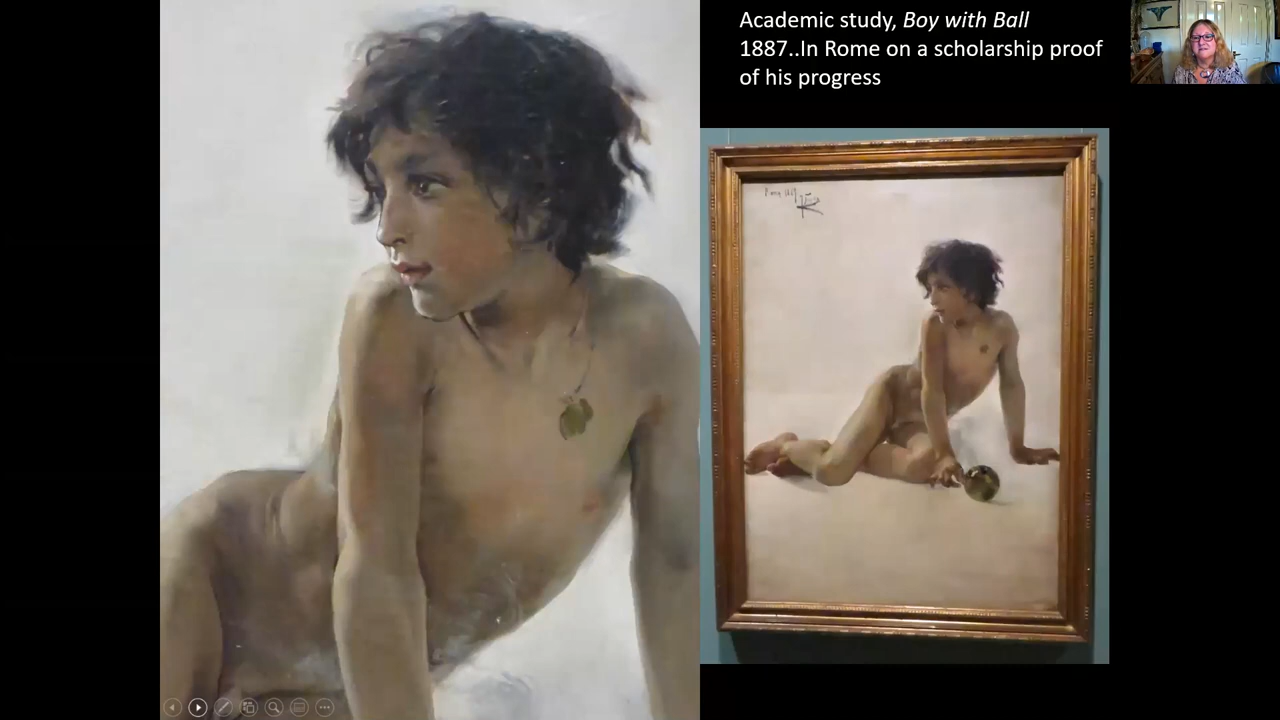 Academic study, Boy with Ball
1887..In Rome on a scholarship proof
of his progress